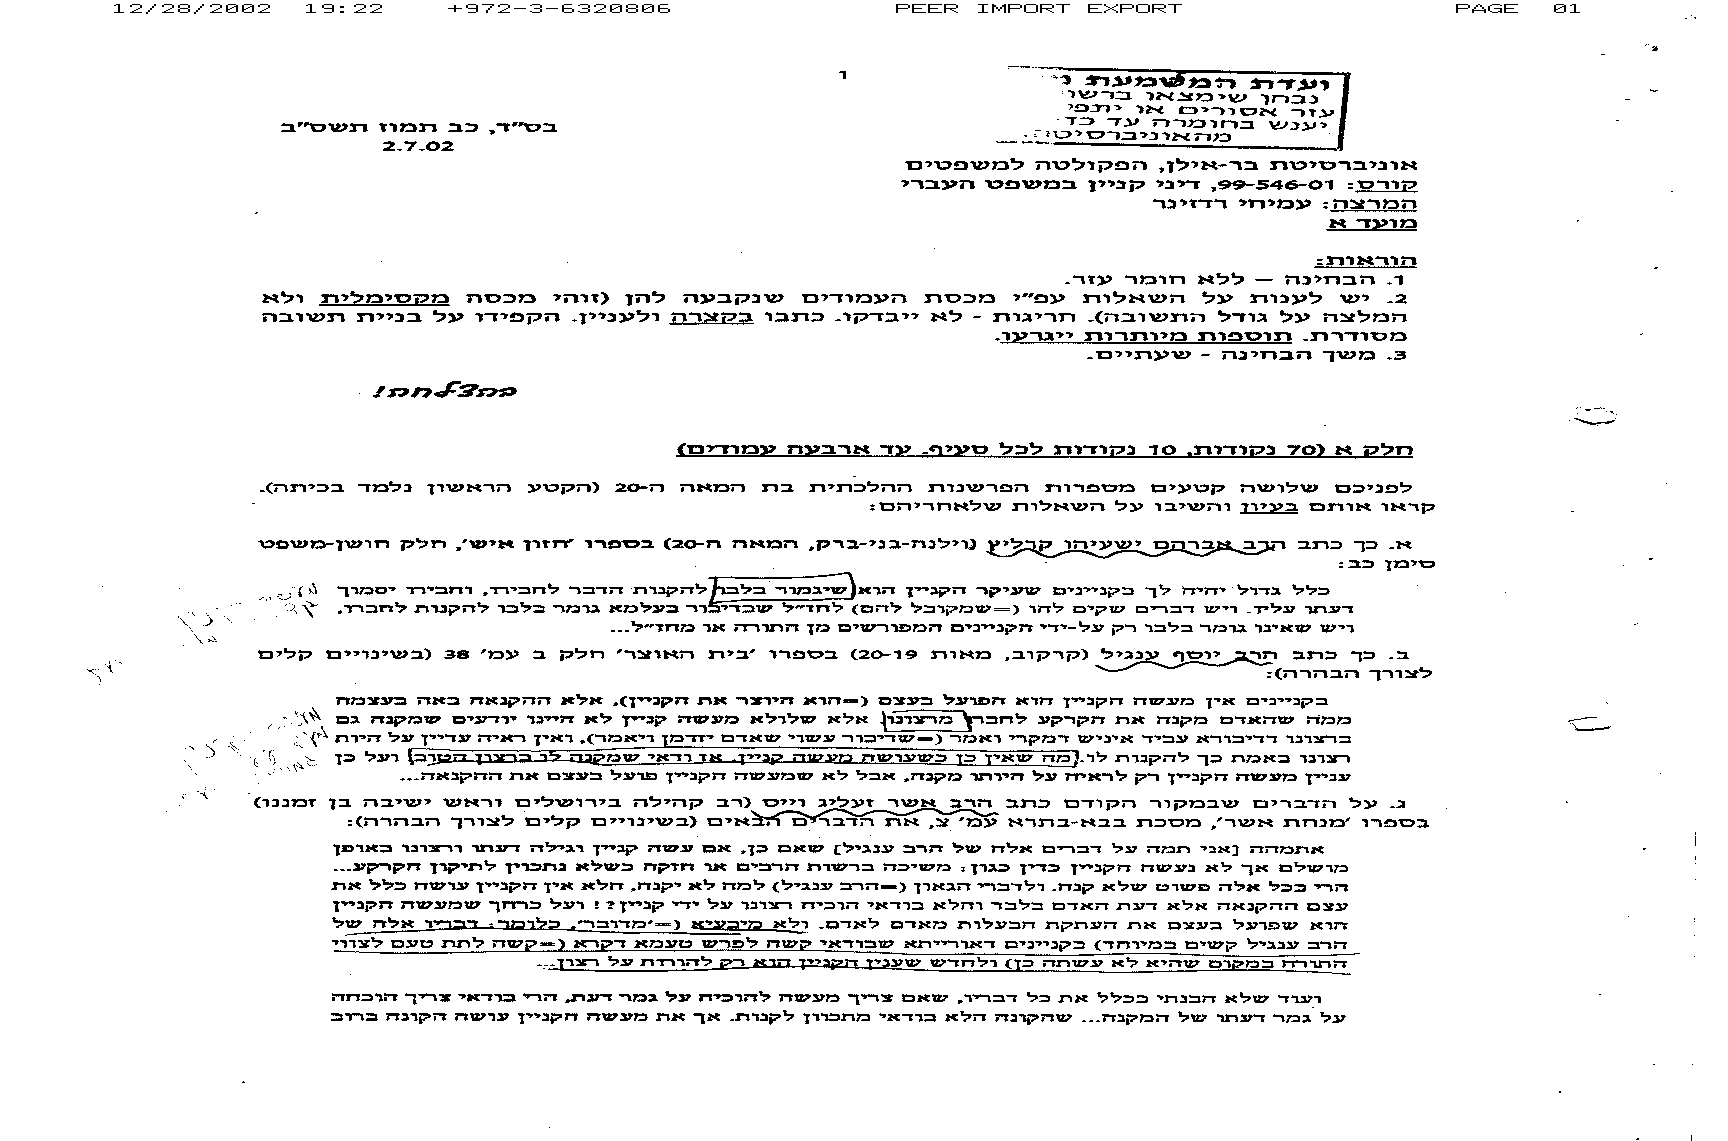 12/28/2002 19:22 +972-3-6320806 PEER IMPORT EXPORT PAGE 01
ועדת המשמעת
נבחן שימצאו ברשו
עזר אסורים או יתפי
יענש בחומרה עד כד
מהאוניברסיטה.
1
בס"ד, כב תמוז תשס"ב
2.7.02
אוניברסיטת בר-אילן, הפקולטה למשפטים
קורס: 99-546-01, דיני קניין במשפט העברי
המרצה: עמיחי רדזינר
מועד א
הוראות:
1. הבחינה – ללא חומר עזר.
2. יש לענות על השאלות עפ"י מכסת העמודים שנקבעה להן (זוהי מכסה מקסימלית ולא
המלצה על גודל התשובה). חריגות - לא ייבדקו. כתבו בקצרה ולעניין. הקפידו על בניית תשובה
מסודרת. תוספות מיותרות ייגרעו.
3. משך הבחינה - שעתיים.
בהצלחה!
חלק א (70 נקודות, 10 נקודות לכל סעיף. עד ארבעה עמודים)
לפניכם שלושה קטעים מספרות הפרשנות ההלכתית בת המאה ה-20 (הקטע הראשון נלמד בכיתה).
קראו אותם בעיון והשיבו על השאלות שלאחריהם:
א. כך כתב הרב אברהם ישעיהו קרליץ (וילנה-בני-ברק, המאה ה-20) בספרו 'חזון איש', חלק חושן-משפט
סימן כב:
כלל גדול יהיה לך בקניינים שעיקר הקניין הוא שיגמור בלבו להקנות הדבר לחבירו, וחבירו יסמוך
דעתו עליו. ויש דברים שקים להו (=שמקובל להם) לחז"ל שבדיבור בעלמא גומר בלבו להקנות לחברו.
ויש שאינו גומר בלבו רק על-ידי הקניינים המפורשים מן התורה או מחז"ל...
ב. כך כתב הרב יוסף ענגיל (קרקוב, מאות 19-20) בספרו 'בית האוצר' חלק ב עמ' 38 (בשינויים קלים
לצורך הבהרה):
בקניינים אין מעשה הקניין הוא הפועל בעצם (=הוא היוצר את הקניין), אלא ההקנאה באה בעצמה
ממה שהאדם מקנה את הקרקע לחברו מרצונו, אלא שלולא מעשה קניין לא היינו יודעים שמקנה גם
ברצונו דדיבורא עביד איניש דמקרי ואמר (=שדיבור עשוי שאדם יזדמן ויאמר), ואין ראיה עדיין על היות
רצונו באמת כך להקנות לו. מה שאין כן כשעושה מעשה קניין, אז ודאי שמקנה לו ברצון הטוב ועל כן
עניין מעשה הקניין רק לראיה על היותו מקנה, אבל לא שמעשה הקניין פועל בעצם את ההקנאה...
ג. על הדברים שבמקור הקודם כתב הרב אשר זעליג וייס (רב קהילה בירושלים וראש ישיבה בן זמננו)
בספרו 'מנחת אשר', מסכת בבא-בתרא עמ' צ, את הדברים הבאים (בשינויים קלים לצורך הבהרה):
אתמהה [אני תמה על דברים אלה של הרב ענגיל] שאם כן, אם עשה קניין וגילה דעתו ורצונו באופן
מושלם אך לא נעשה הקניין כדין כגון: משיכה ברשות הרבים או חזקה כשלא נתכוין לתיקון הקרקע...
הרי בכל אלה פשוט שלא קנה. ולדברי הגאון (=הרב ענגיל) למה לא יקנה, הלא אין הקניין עושה כלל את
עצם ההקנאה אלא דעת האדם בלבד והלא בודאי הוכיח רצונו על ידי קניין?! ועל כרחך שמעשה הקניין
הוא שפועל בעצם את העתקת הבעלות מאדם לאדם. ולא מיבעיא (='מדובר', כלומר: דבריו אלה של
הרב ענגיל קשים במיוחד) בקניינים דאורייתא שבודאי קשה לפרש טעמא דקרא (=קשה לתת טעם לצווי
התורה במקום שהיא לא עשתה כן) ולחדש שענין הקניין הוא רק להורות על רצון...
ועוד שלא הבנתי בכלל את כל דבריו, שאם צריך מעשה להוכיח על גמר דעת, הרי בודאי צריך הוכחה
על גמר דעתו של המקנה... שהקונה הלא בודאי מתכוון לקנות. אך את מעשה הקניין עושה הקונה ברוב